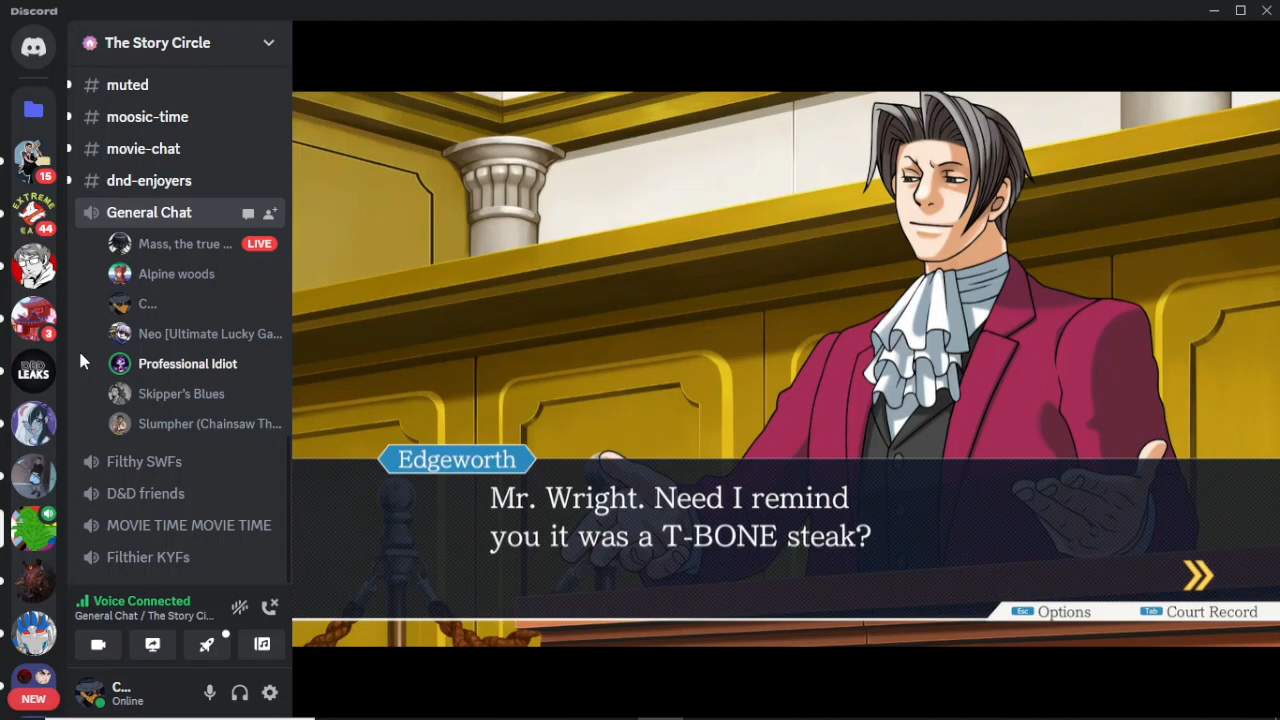 Discord
The Story Circle
# muted
# moosic-time
# movie-chat
# dnd-enjoyers
General Chat
Mass, the true ... LIVE
Alpine woods
C...
Neo [Ultimate Lucky Ga...
Professional Idiot
Skipper's Blues
Slumpher (Chainsaw Th...
Filthy SWFs
D&D friends
MOVIE TIME MOVIE TIME
Filthier KYFs
Voice Connected
General Chat / The Story Ci...
C...
Online
15
EXTREME
44
3
DBD
LEAKS
NEW
Edgeworth
Mr. Wright. Need I remind
you it was a T-BONE steak?
Esc Options Tab Court Record